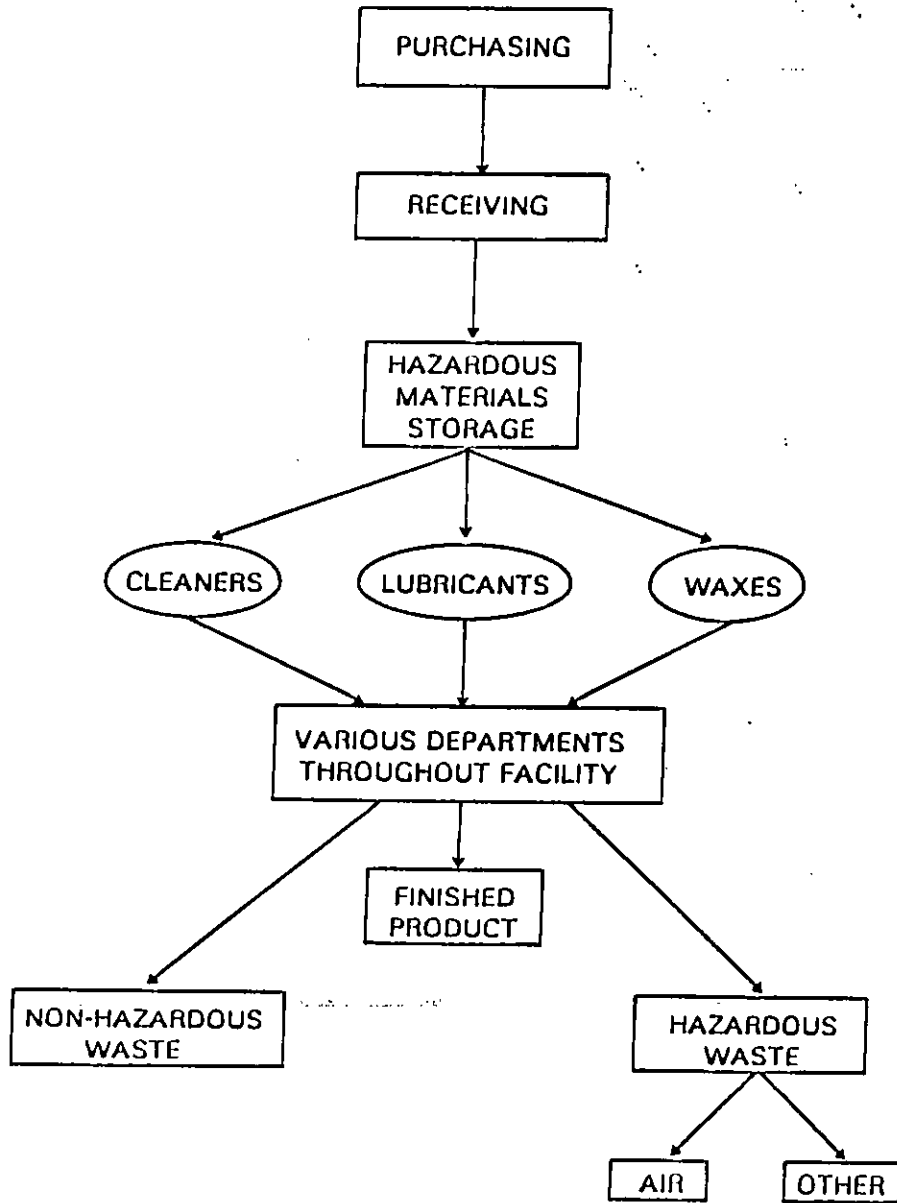 PURCHASING
RECEIVING
HAZARDOUS
MATERIALS
STORAGE
CLEANERS
LUBRICANTS
WAXES
VARIOUS DEPARTMENTS
THROUGHOUT FACILITY
FINISHED
PRODUCT
NON-HAZARDOUS
WASTE
HAZARDOUS
WASTE
AIR
OTHER